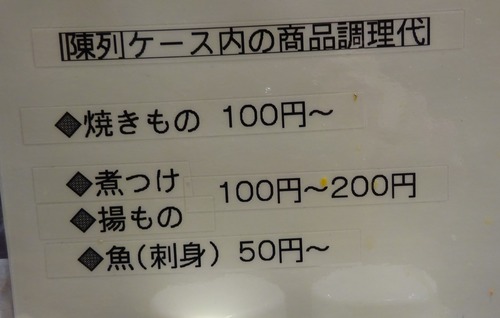 陳列ケース内の商品調理代
◆焼きもの 100円～
◆煮つけ
100円～200円
◆揚もの
◆魚(刺身) 50円～